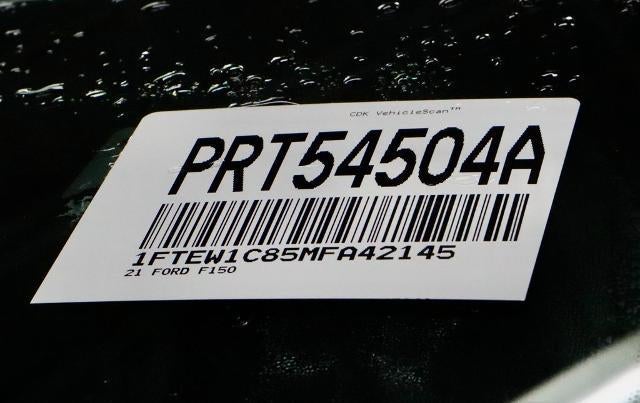 CDK VehicleScan™
PRT54504A
1FTEW1C85MFA42145
21 FORD F150